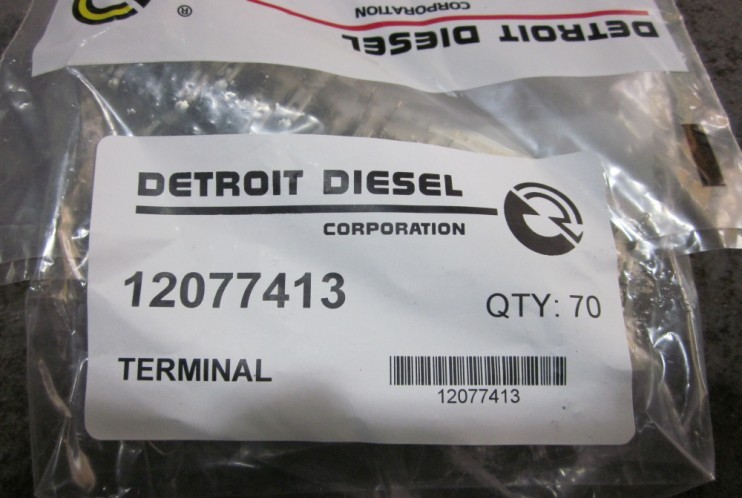 DETROIT DIESEL
CORPORATION
®
DETROIT DIESEL
CORPORATION
12077413
QTY: 70
TERMINAL
12077413